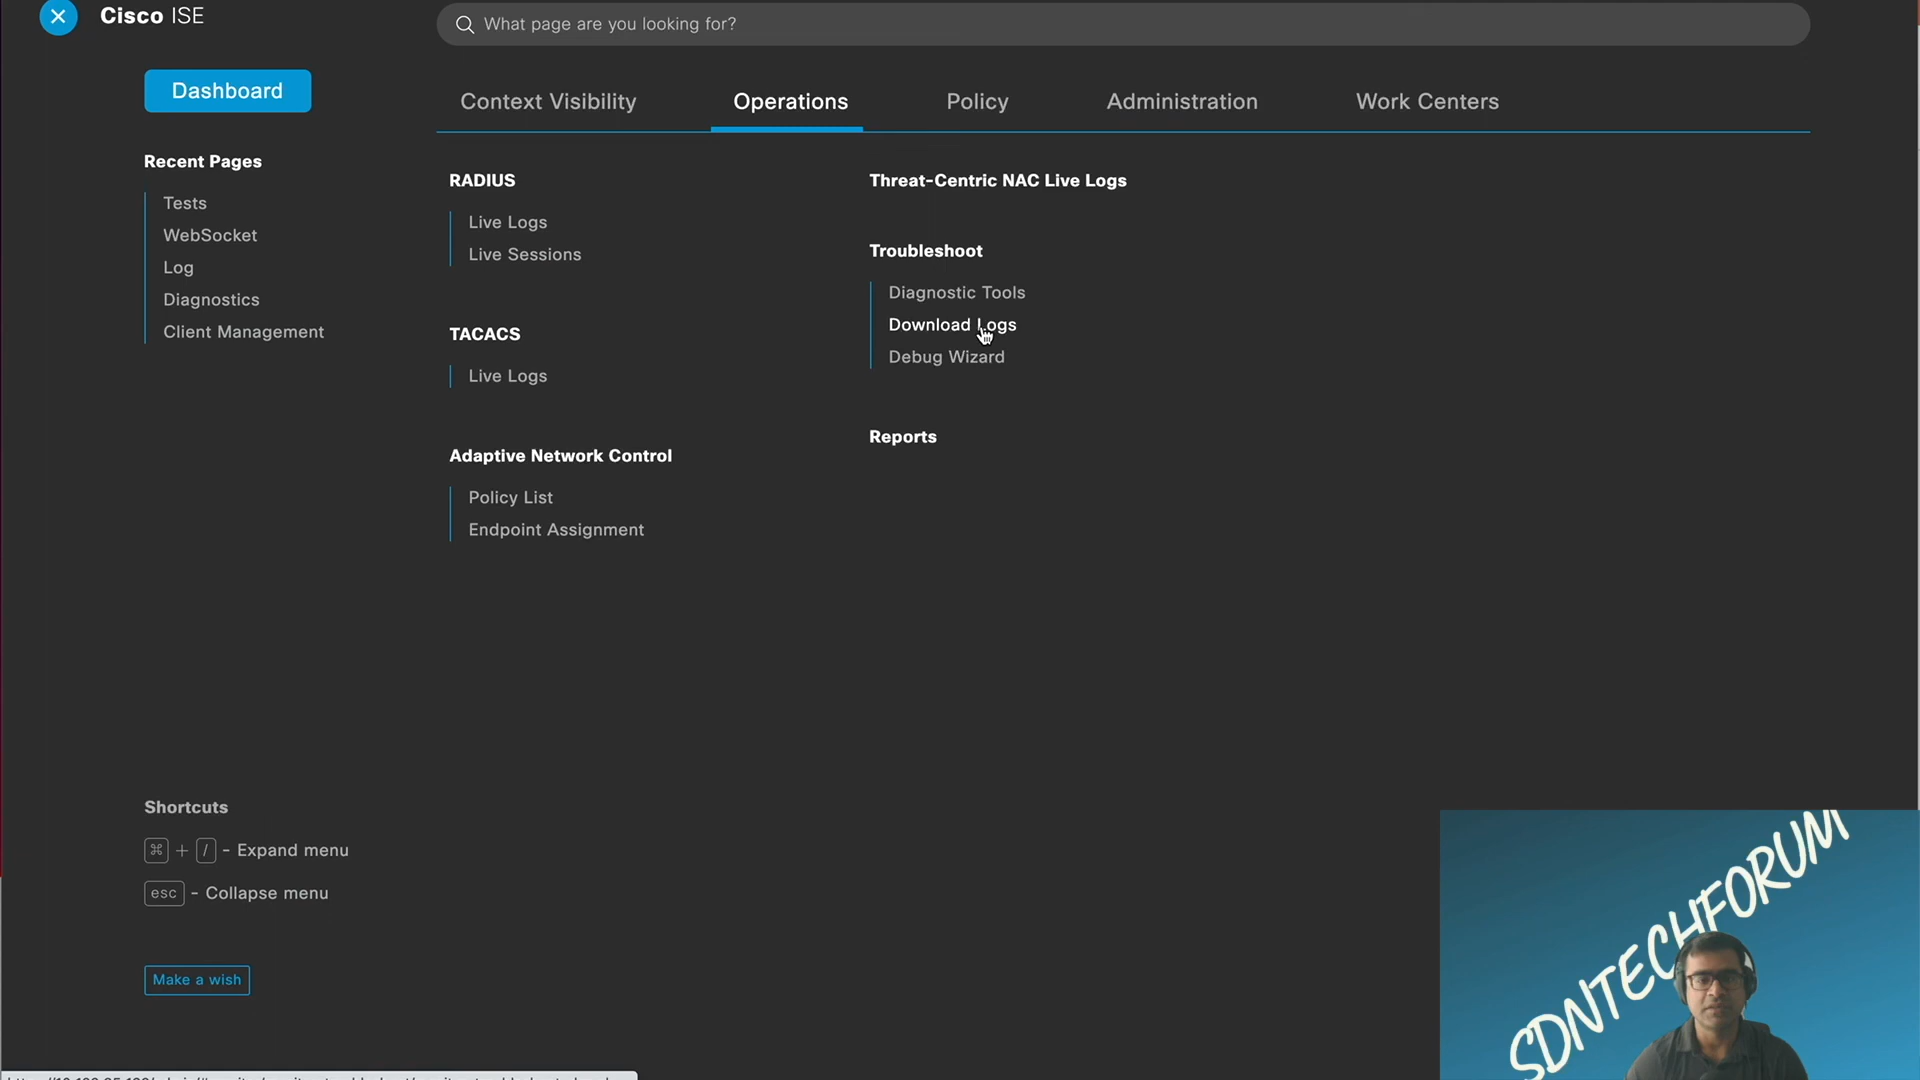 Cisco ISE
What page are you looking for?
Dashboard
Context Visibility
Operations
Policy
Administration
Work Centers
Recent Pages
Tests
WebSocket
Log
Diagnostics
Client Management
RADIUS
Live Logs
Live Sessions
TACACS
Live Logs
Adaptive Network Control
Policy List
Endpoint Assignment
Threat-Centric NAC Live Logs
Troubleshoot
Diagnostic Tools
Download Logs
Debug Wizard
Reports
Shortcuts
⌘ + / - Expand menu
esc - Collapse menu
Make a wish
SDNTECHFORUM